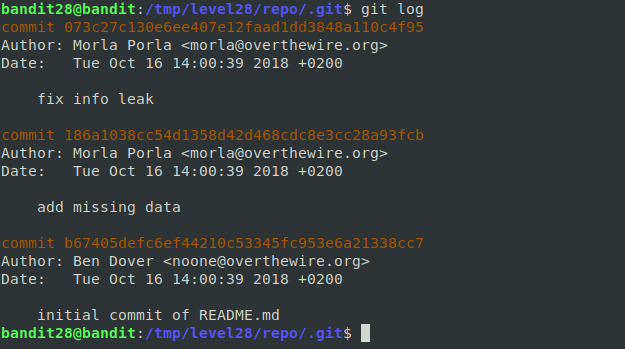 bandit28@bandit:/tmp/level28/repo/.git$ git log
commit 073c27c130e6ee407e12faad1dd3848a110c4f95
Author: Morla Porla <morla@overthewire.org>
Date:   Tue Oct 16 14:00:39 2018 +0200
    fix info leak
commit 186a1038cc54d1358d42d468cdc8e3cc28a93fcb
Author: Morla Porla <morla@overthewire.org>
Date:   Tue Oct 16 14:00:39 2018 +0200
    add missing data
commit b67405defc6ef44210c53345fc953e6a21338cc7
Author: Ben Dover <noone@overthewire.org>
Date:   Tue Oct 16 14:00:39 2018 +0200
    initial commit of README.md
bandit28@bandit:/tmp/level28/repo/.git$